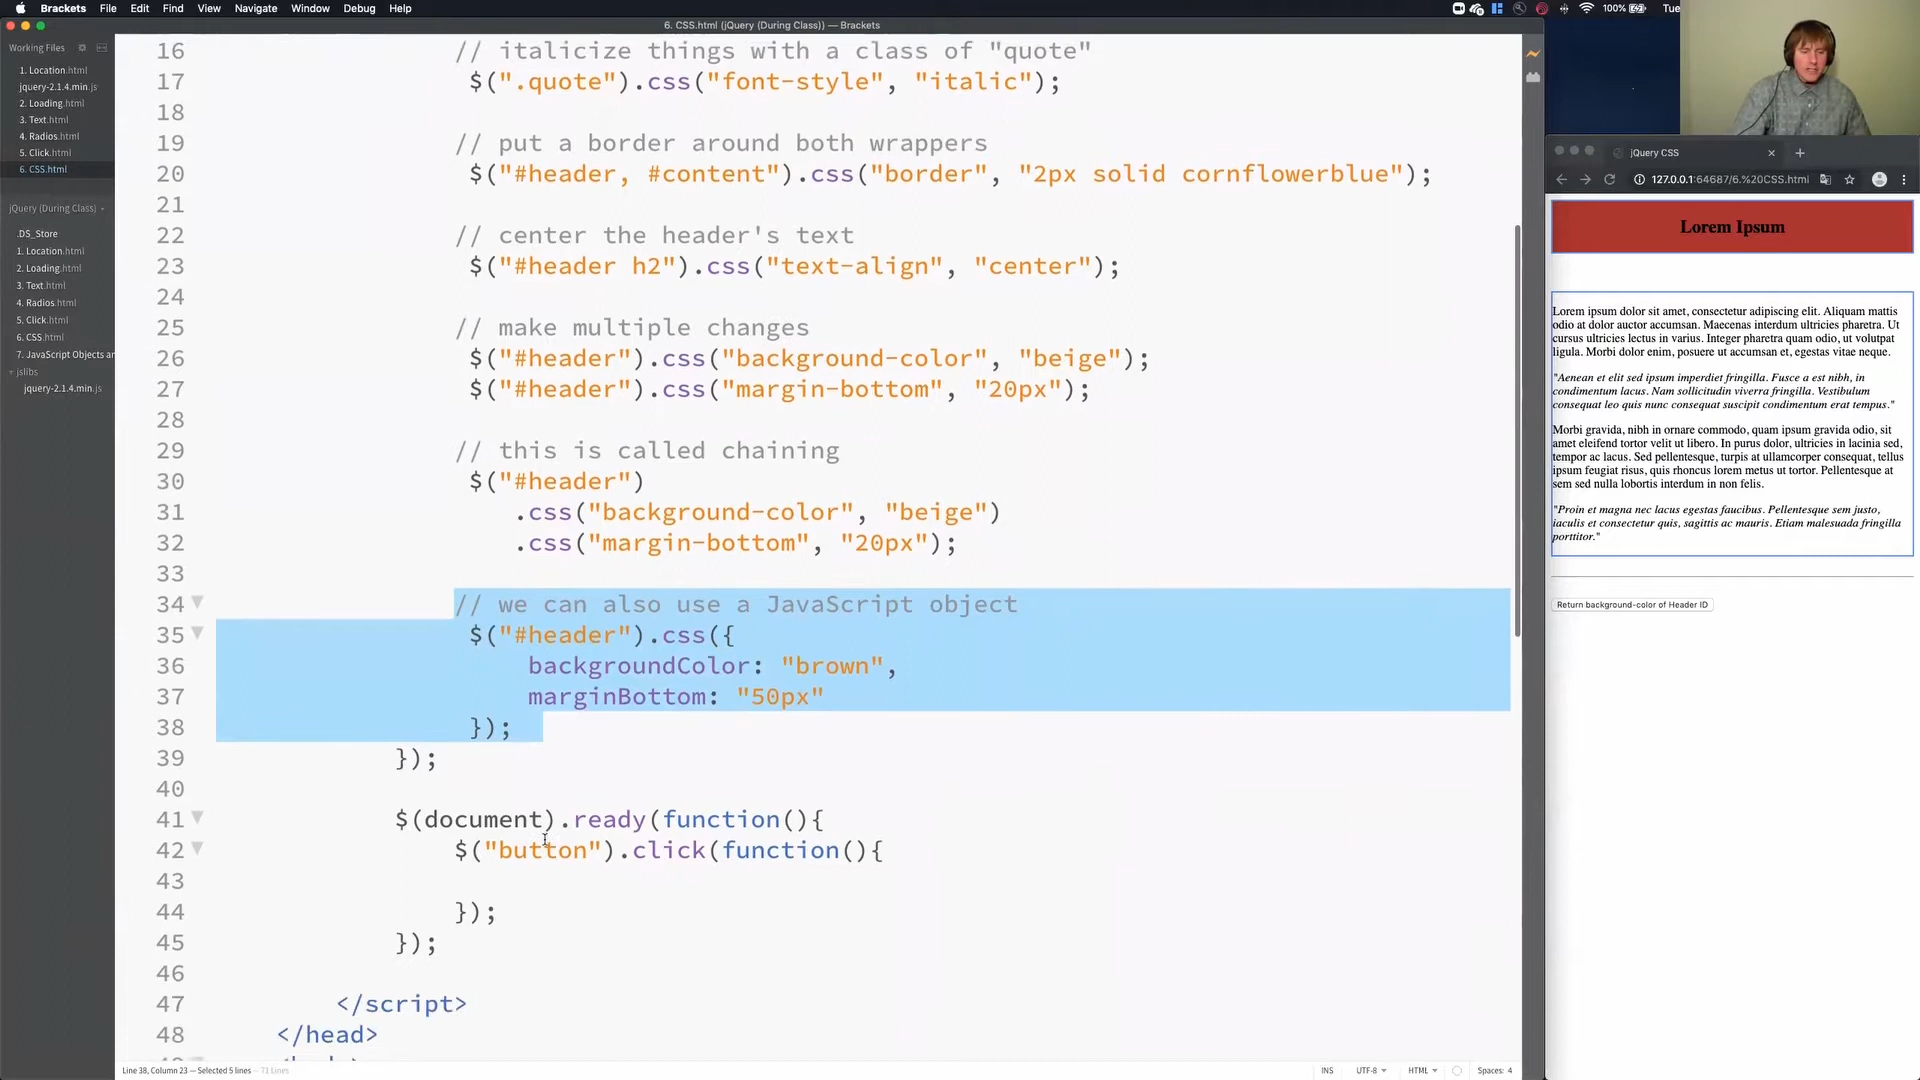 Brackets File Edit Find View Navigate Window Debug Help
100% Tue
6. CSS.html (jQuery (During Class)) — Brackets
Working Files
1. Location.html
jquery-2.1.4.min.js
2. Loading.html
3. Text.html
4. Radios.html
5. Click.html
6. CSS.html
jQuery (During Class)
.DS_Store
1. Location.html
2. Loading.html
3. Text.html
4. Radios.html
5. Click.html
6. CSS.html
7. JavaScript Objects an
jslibs
jquery-2.1.4.min.js
16 // italicize things with a class of "quote"
17 $(".quote").css("font-style", "italic");
18
19 // put a border around both wrappers
20 $("#header, #content").css("border", "2px solid cornflowerblue");
21
22 // center the header's text
23 $("#header h2").css("text-align", "center");
24
25 // make multiple changes
26 $("#header").css("background-color", "beige");
27 $("#header").css("margin-bottom", "20px");
28
29 // this is called chaining
30 $("#header")
31 .css("background-color", "beige")
32 .css("margin-bottom", "20px");
33
34 // we can also use a JavaScript object
35 $("#header").css({
36 backgroundColor: "brown",
37 marginBottom: "50px"
38 });
39 });
40
41 $(document).ready(function(){
42 $("button").click(function(){
43
44 });
45 });
46
47 </script>
48 </head>
Line 38, Column 23 — Selected 5 lines — 71 Lines
INS UTF-8 HTML Spaces: 4
jQuery CSS
127.0.0.1:64687/6.%20CSS.html
Lorem Ipsum
Lorem ipsum dolor sit amet, consectetur adipiscing elit. Aliquam mattis
odio at dolor auctor accumsan. Maecenas interdum ultricies pharetra. Ut
cursus ultricies lectus in varius. Integer pharetra quam odio, ut volutpat
ligula. Morbi dolor enim, posuere ut accumsan et, egestas vitae neque.
"Aenean et elit sed ipsum imperdiet fringilla. Fusce a est nibh, in
condimentum lacus. Nam sollicitudin viverra fringilla. Vestibulum
consequat leo quis nunc consequat suscipit condimentum erat tempus."
Morbi gravida, nibh in ornare commodo, quam ipsum gravida odio, sit
amet eleifend tortor velit ut libero. In purus dolor, ultricies in lacinia sed,
tempor ac lacus. Sed pellentesque, turpis at ullamcorper consequat, tellus
ipsum feugiat risus, quis rhoncus lorem metus ut tortor. Pellentesque at
sem sed nulla lobortis interdum in non felis.
"Proin et magna nec lacus egestas faucibus. Pellentesque sem justo,
iaculis et consectetur quis, sagittis ac mauris. Etiam malesuada fringilla
porttitor."
Return background-color of Header ID